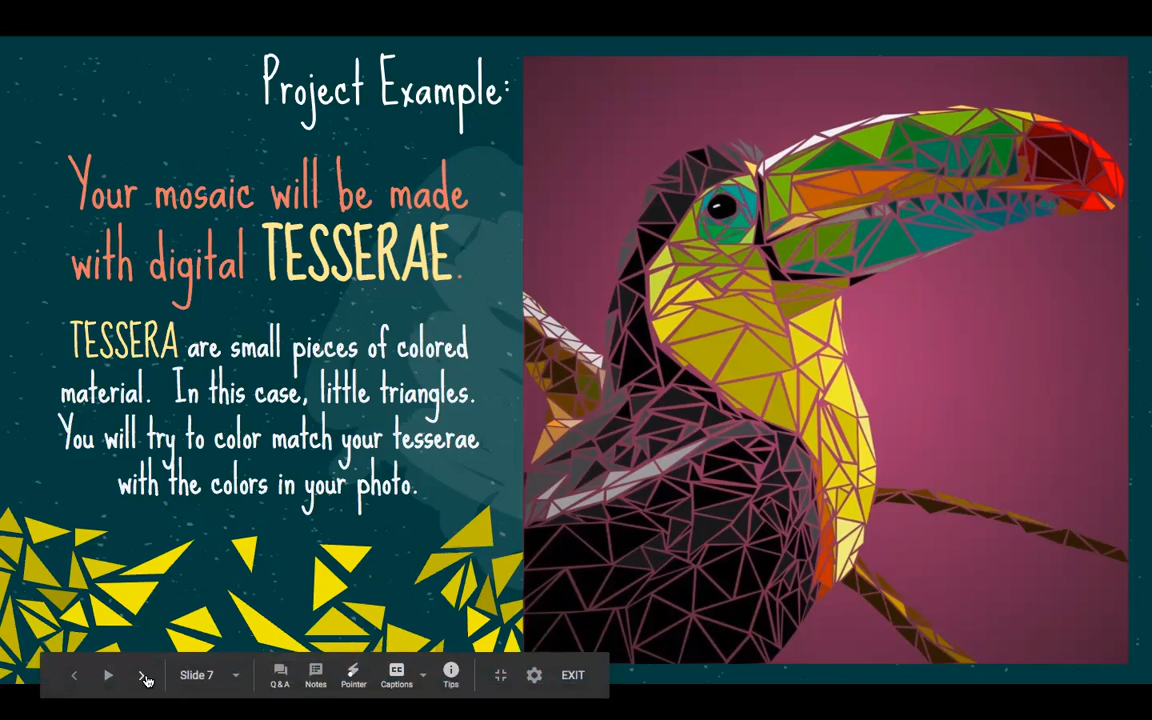 Project Example:
Your mosaic will be made
with digital TESSERAE.
TESSERA are small pieces of colored
material. In this case, little triangles.
You will try to color match your tesserae
with the colors in your photo.
Slide 7
Q & A
Notes
Pointer
CC
Captions
Tips
EXIT